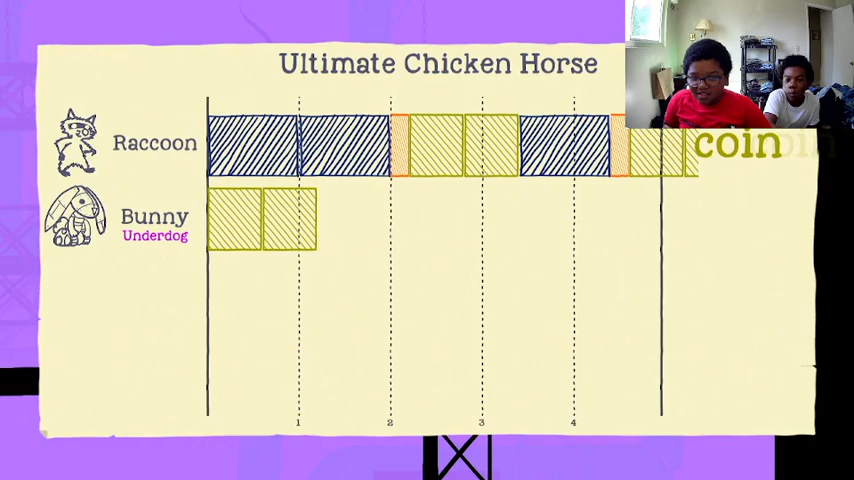 Ultimate Chicken Horse
Raccoon
coin
Bunny
Underdog
1 2 3 4